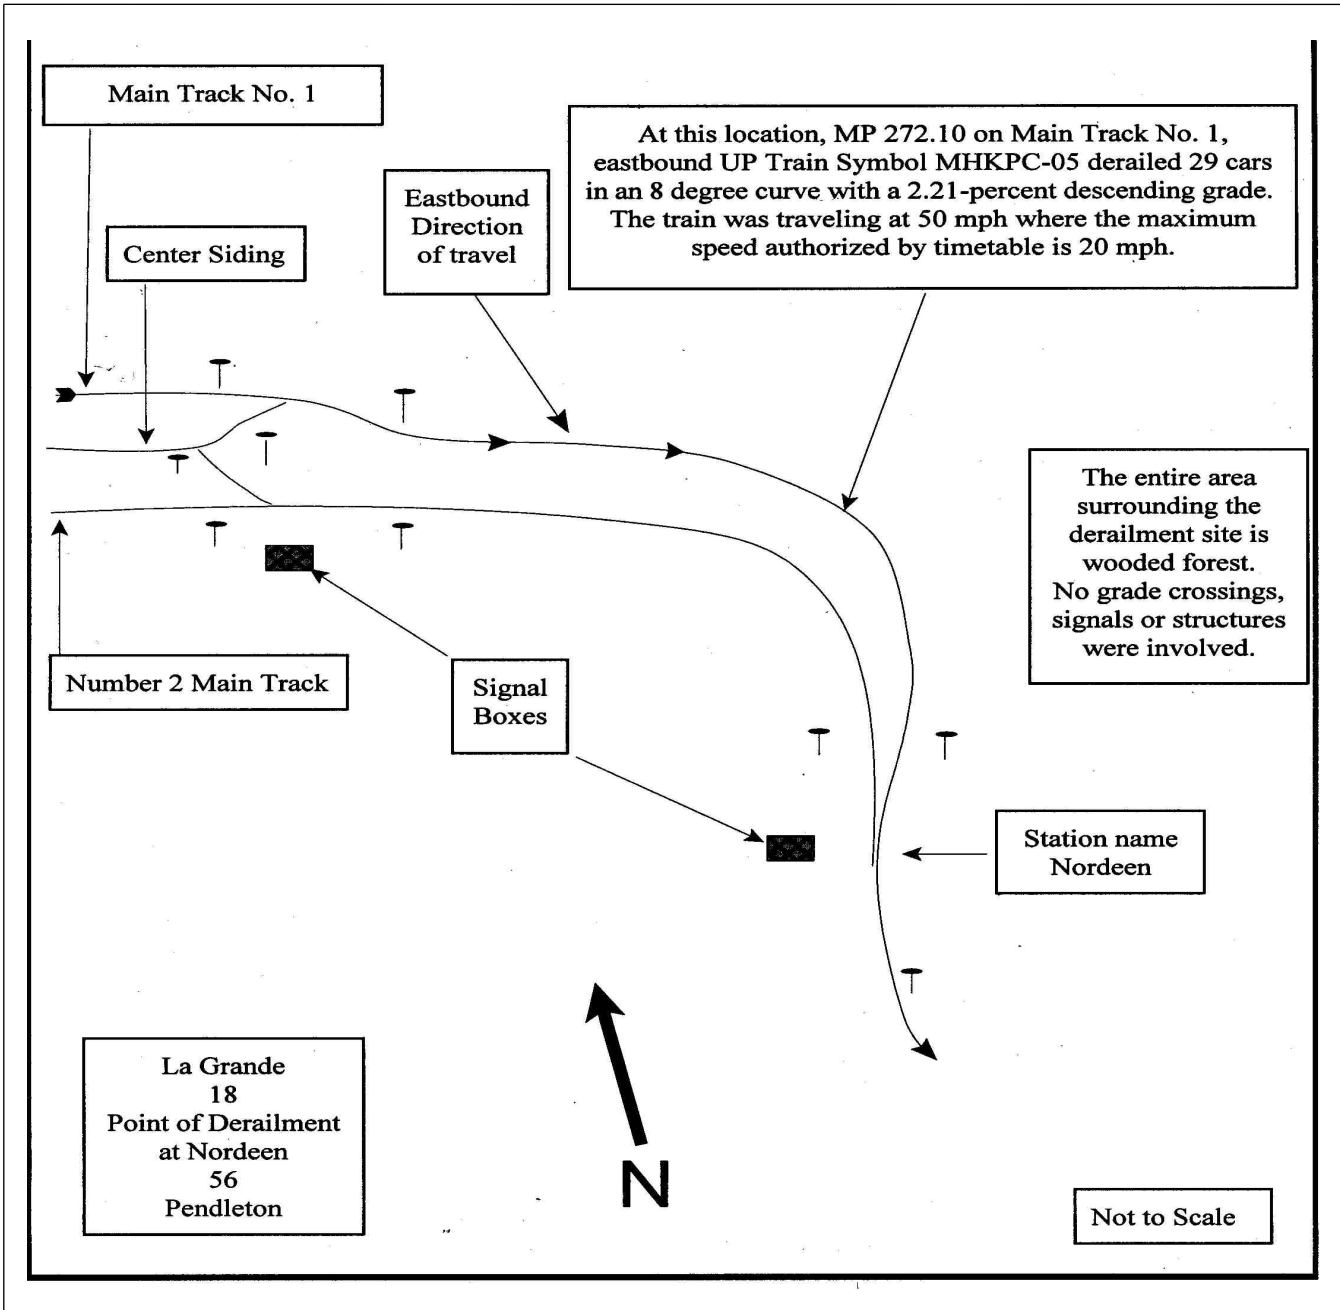 Main Track No. 1
At this location, MP 272.10 on Main Track No. 1,
eastbound UP Train Symbol MHKPC-05 derailed 29 cars
in an 8 degree curve with a 2.21-percent descending grade.
The train was traveling at 50 mph where the maximum
speed authorized by timetable is 20 mph.
Eastbound
Direction
of travel
Center Siding
The entire area
surrounding the
derailment site is
wooded forest.
No grade crossings,
signals or structures
were involved.
Number 2 Main Track
Signal
Boxes
Station name
Nordeen
La Grande
18
Point of Derailment
at Nordeen
56
Pendleton
N
Not to Scale